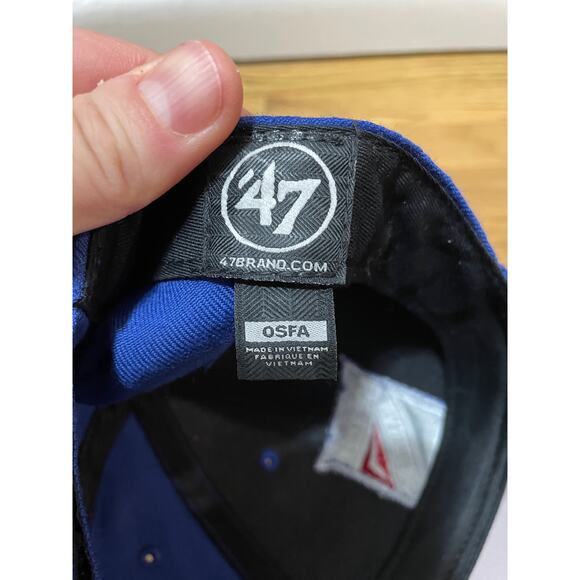 '47
47BRAND.COM
OSFA
MADE IN VIETNAM
FABRIQUE EN
VIETNAM